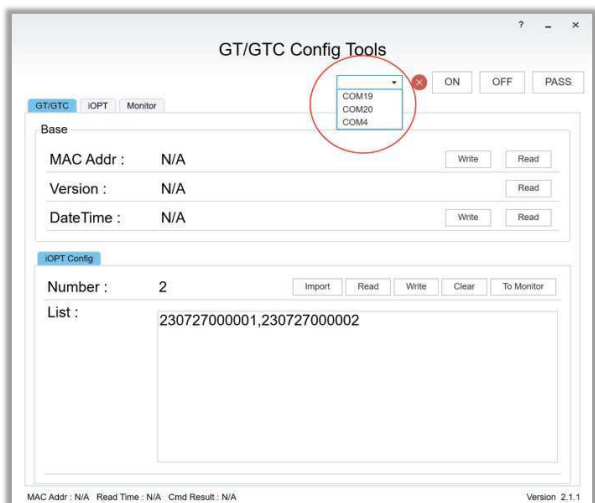 ? – ×
GT/GTC Config Tools
ON OFF PASS
COM19
COM20
COM4
GT/GTC iOPT Monitor
Base
MAC Addr : N/A Write Read
Version : N/A Read
DateTime : N/A Write Read
iOPT Config
Number : 2 Import Read Write Clear To Monitor
List :
230727000001,230727000002
MAC Addr : N/A Read Time : N/A Cmd Result : N/A Version 2.1.1